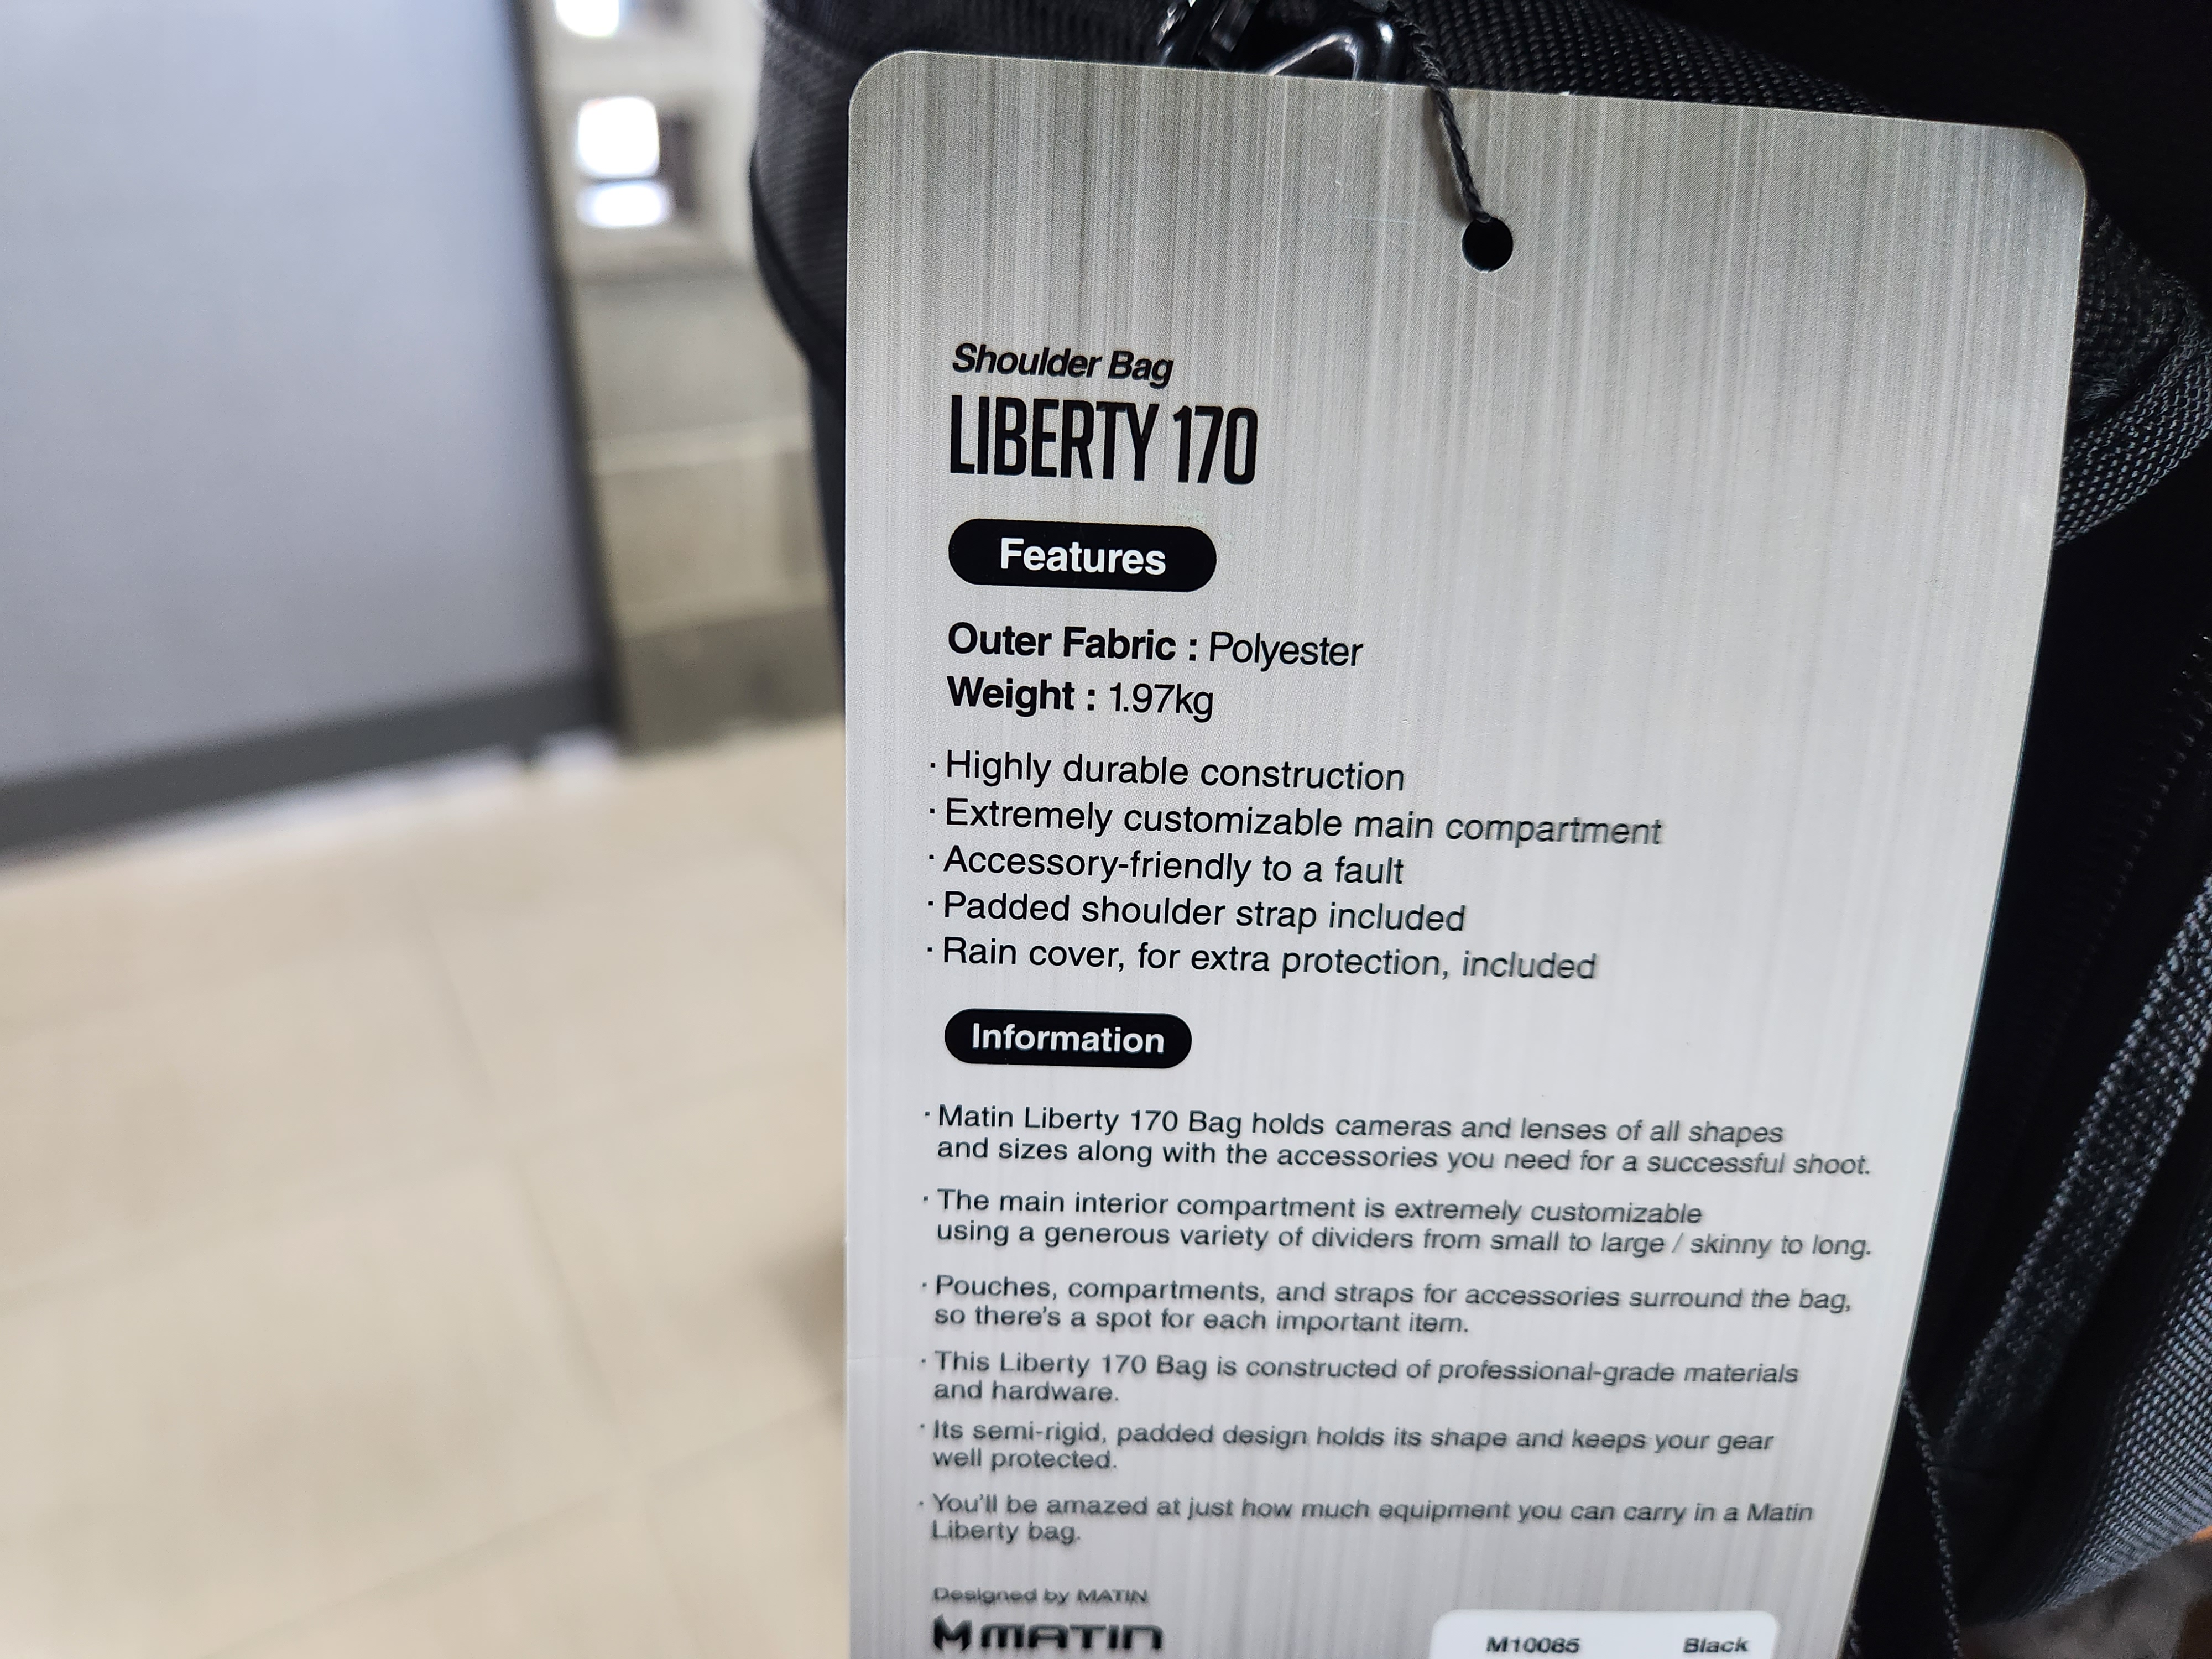 Shoulder Bag
LIBERTY 170
Features
Outer Fabric : Polyester
Weight : 1.97kg
· Highly durable construction
· Extremely customizable main compartment
· Accessory-friendly to a fault
· Padded shoulder strap included
· Rain cover, for extra protection, included
Information
· Matin Liberty 170 Bag holds cameras and lenses of all shapes
and sizes along with the accessories you need for a successful shoot.
· The main interior compartment is extremely customizable
using a generous variety of dividers from small to large / skinny to long.
· Pouches, compartments, and straps for accessories surround the bag,
so there's a spot for each important item.
· This Liberty 170 Bag is constructed of professional-grade materials
and hardware.
· Its semi-rigid, padded design holds its shape and keeps your gear
well protected.
· You'll be amazed at just how much equipment you can carry in a Matin
Liberty bag.
Designed by MATIN
MATIN
M10085 Black